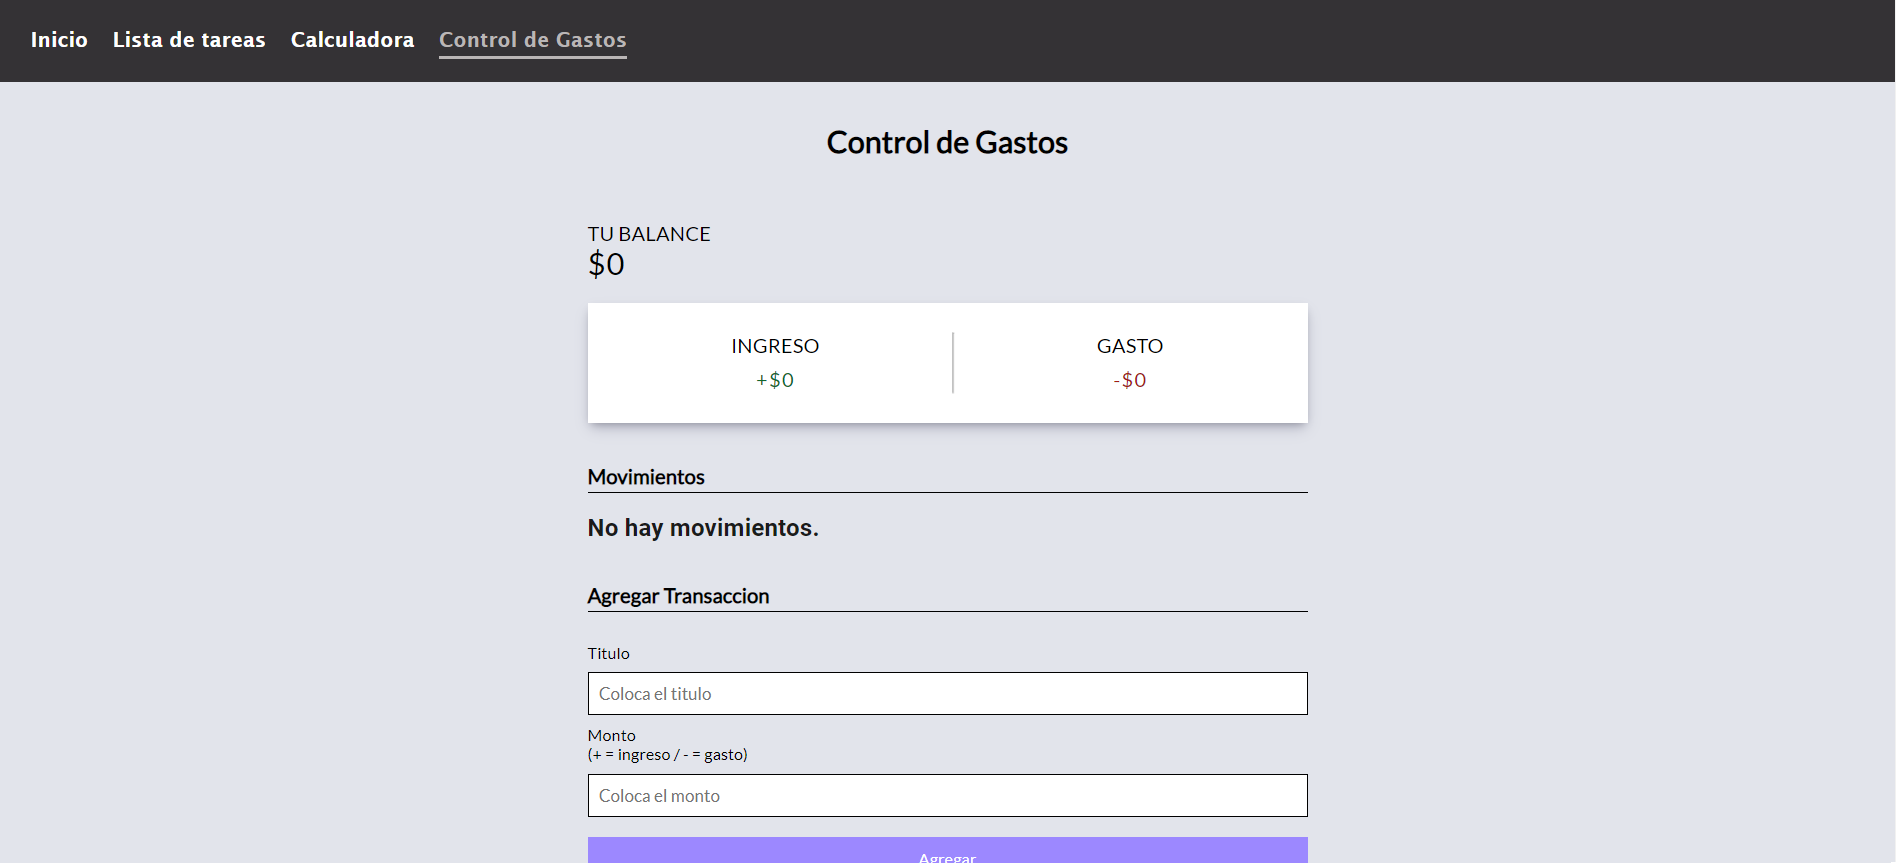 Inicio Lista de tareas Calculadora Control de Gastos
Control de Gastos
TU BALANCE
$0
INGRESO GASTO
+$0 -$0
Movimientos
No hay movimientos.
Agregar Transaccion
Titulo
Coloca el titulo
Monto
(+ = ingreso / - = gasto)
Coloca el monto
Agregar